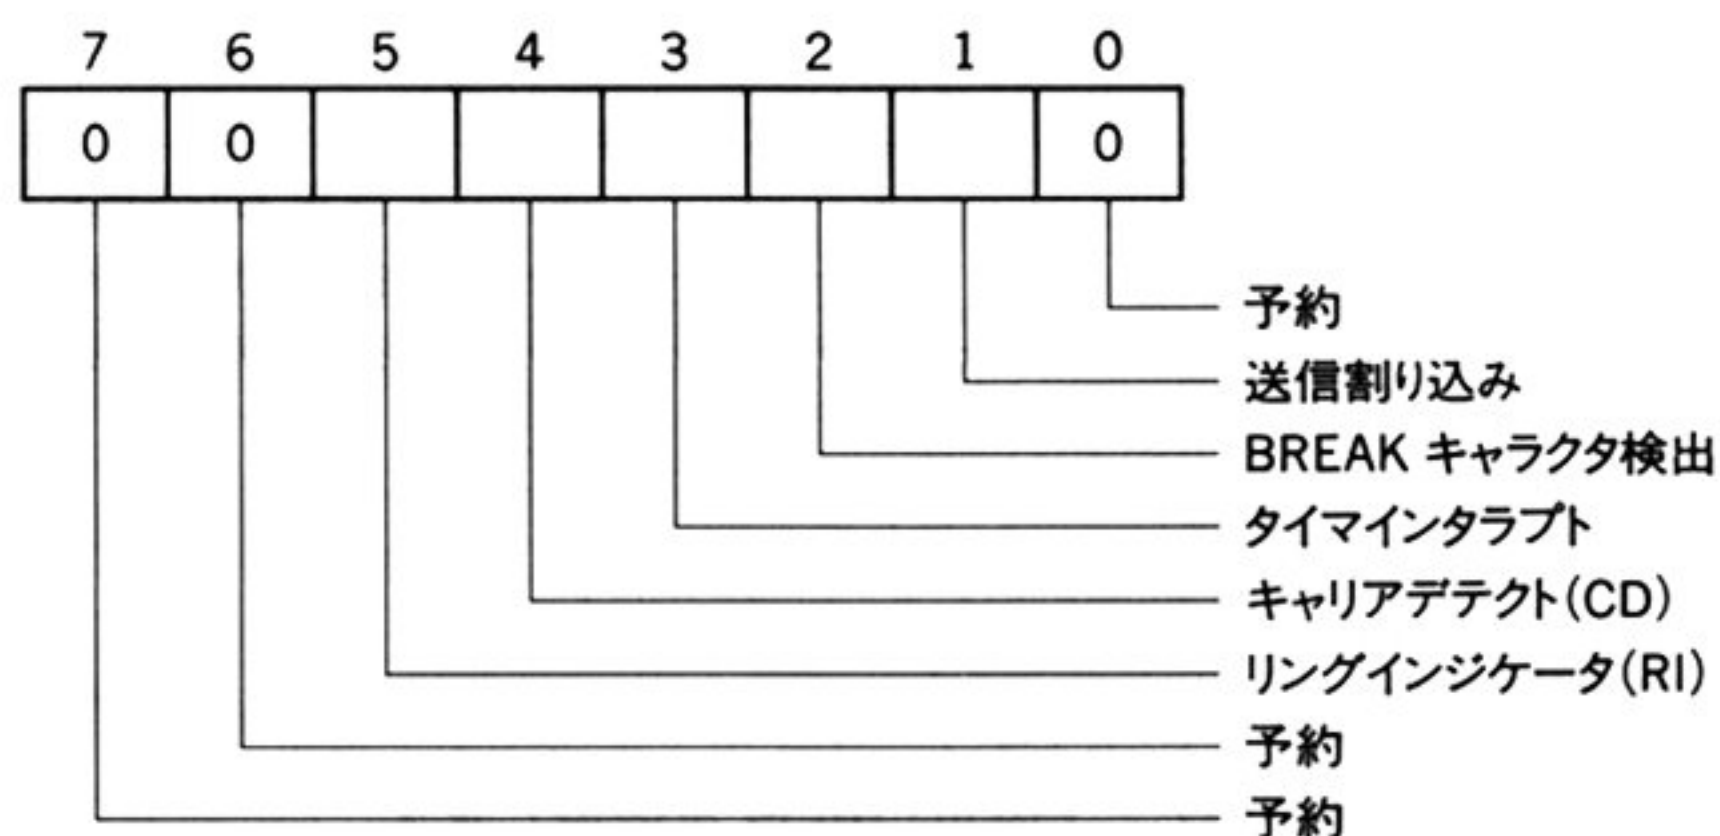 7 6 5 4 3 2 1 0
0 0 0
予約
送信割り込み
BREAK キャラクタ検出
タイマインタラプト
キャリアデテクト(CD)
リングインジケータ(RI)
予約
予約